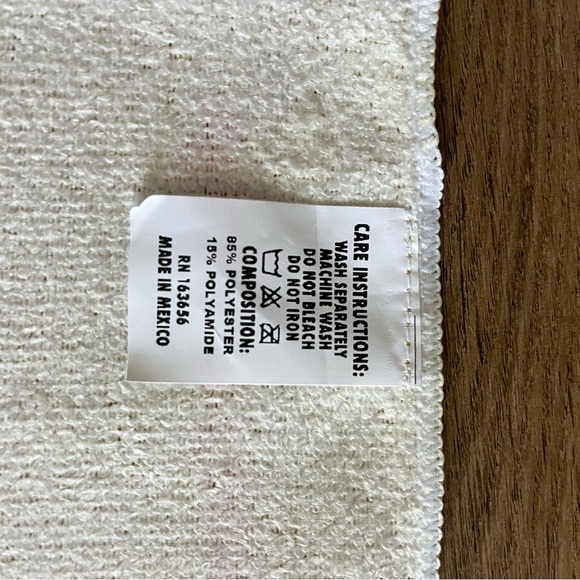 CARE INSTRUCTIONS:
WASH SEPARATELY
MACHINE WASH
DO NOT BLEACH
DO NOT IRON
COMPOSITION:
85% POLYESTER
15% POLYAMIDE
RN 163656
MADE IN MEXICO